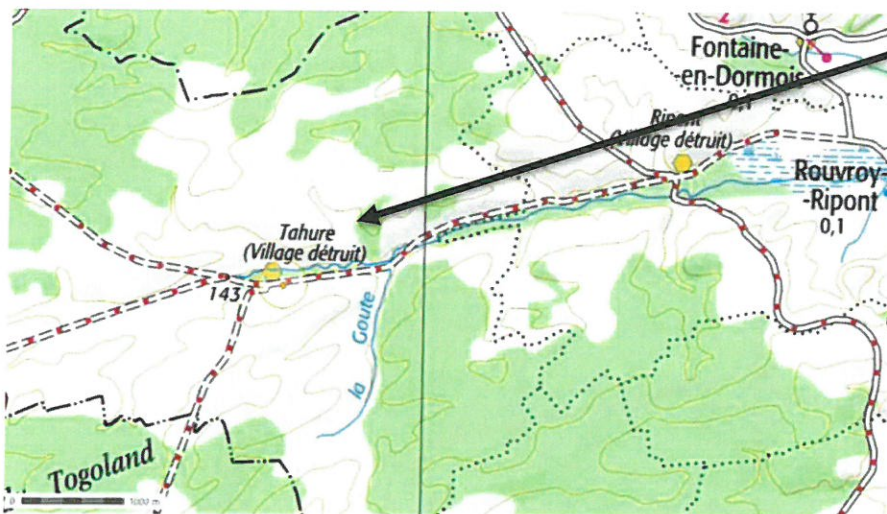 Fontaine-
-en-Dormois
0,1
Ripont
(Village détruit)
Rouvroy-
-Ripont
0,1
Tahure
(Village détruit)
143
la Goute
Togoland
0
1000 m